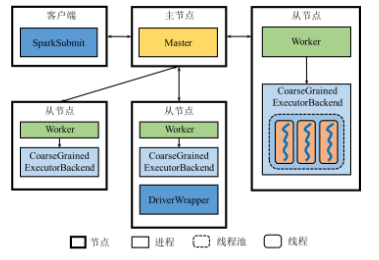 客户端
主节点
从节点
SparkSubmit
Master
Worker
CoarseGrained
ExecutorBackend
从节点
从节点
Worker
Worker
CoarseGrained
ExecutorBackend
CoarseGrained
ExecutorBackend
DriverWrapper
节点
进程
线程池
线程